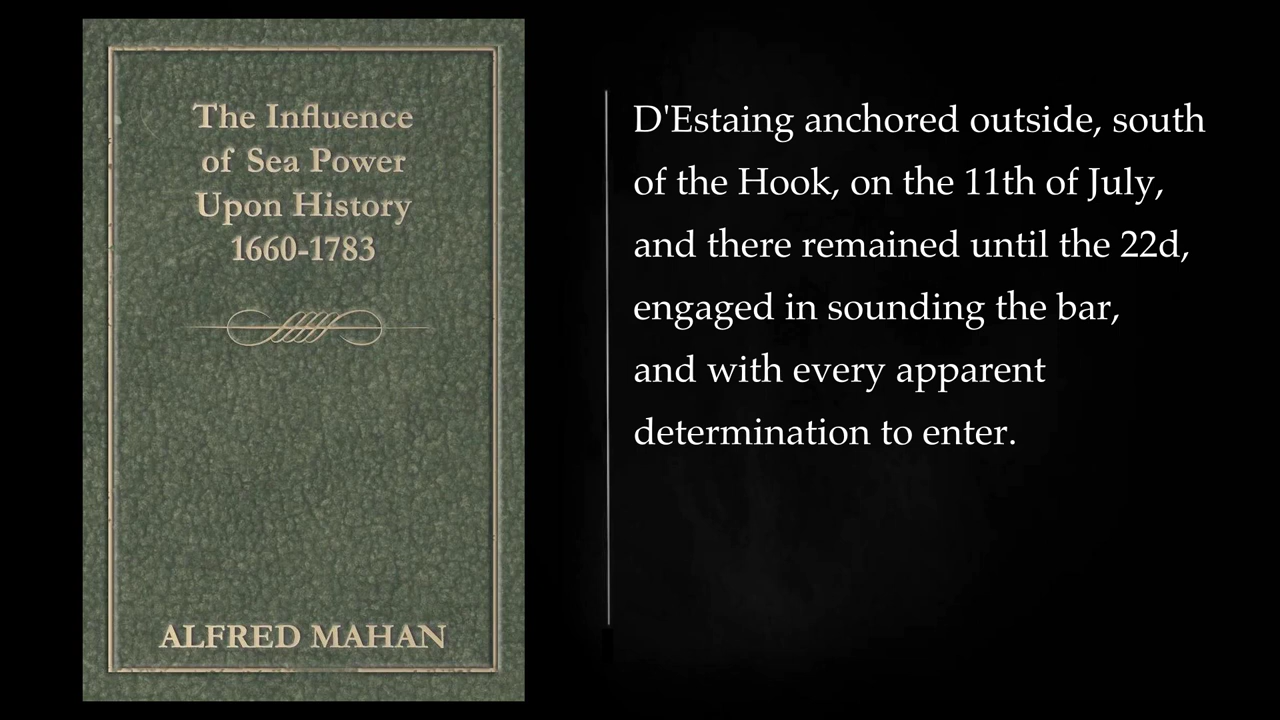 The Influence
of Sea Power
Upon History
1660-1783
ALFRED MAHAN
D'Estaing anchored outside, south
of the Hook, on the 11th of July,
and there remained until the 22d,
engaged in sounding the bar,
and with every apparent
determination to enter.